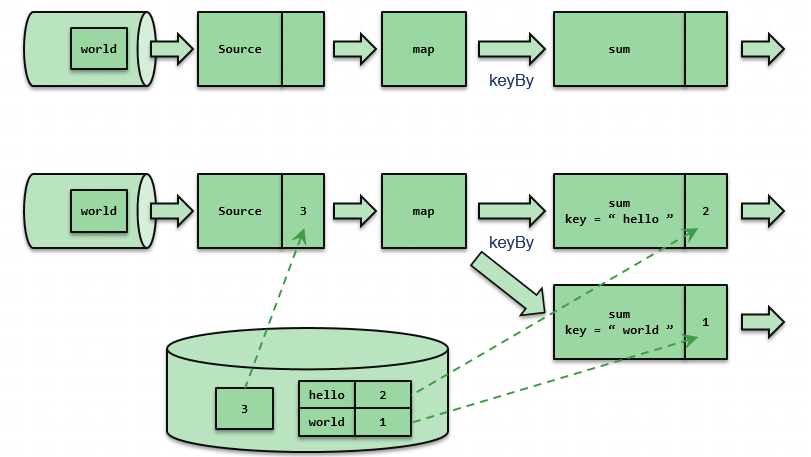 world
Source
map
keyBy
sum
world
Source
3
map
keyBy
sum
key = “ hello ”
2
sum
key = “ world ”
1
3
hello
2
world
1